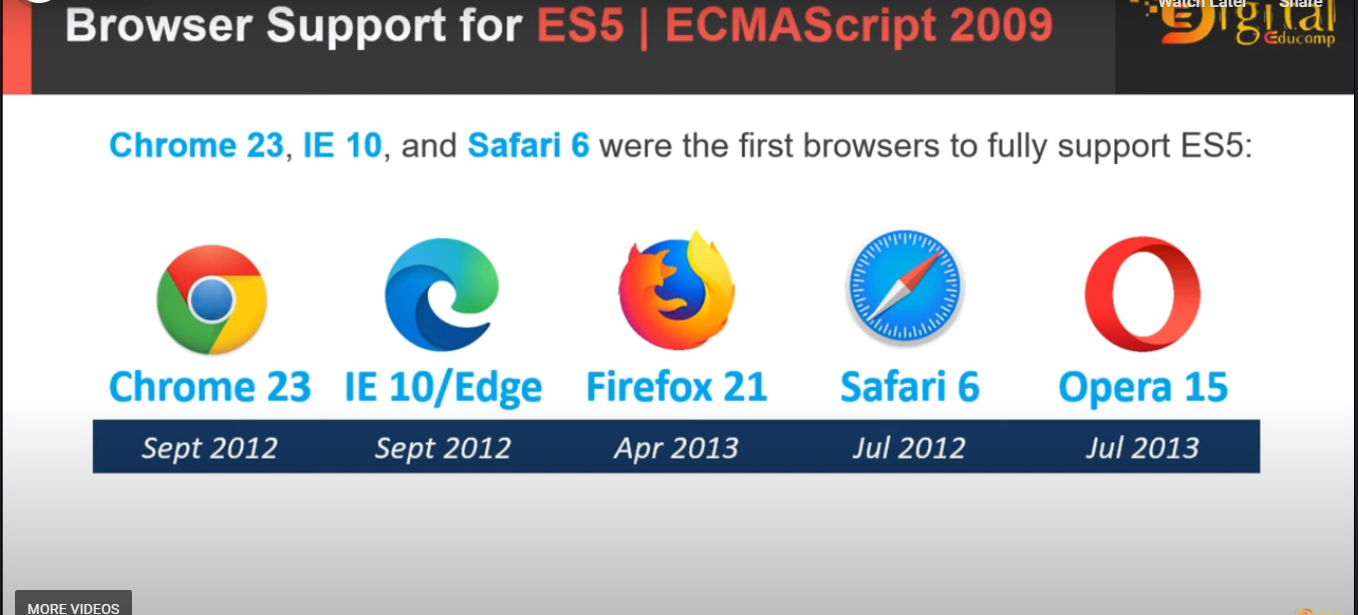 Browser Support for ES5 | ECMAScript 2009
Watch Later Share
Digital
Educomp
Chrome 23, IE 10, and Safari 6 were the first browsers to fully support ES5:
Chrome 23 IE 10/Edge Firefox 21 Safari 6 Opera 15
Sept 2012 Sept 2012 Apr 2013 Jul 2012 Jul 2013
MORE VIDEOS